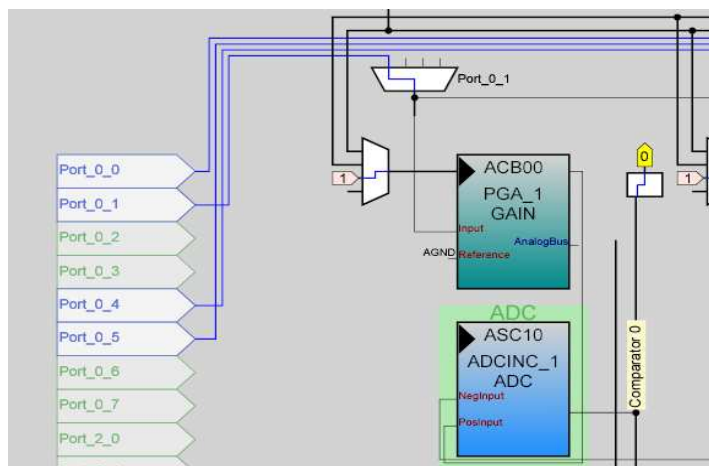 Port_0_1
Port_0_0
Port_0_1
Port_0_2
Port_0_3
Port_0_4
Port_0_5
Port_0_6
Port_0_7
Port_2_0
1
ACB00
PGA_1
GAIN
Input
AnalogBus
AGND
Reference
0
1
ADC
ASC10
ADCINC_1
ADC
NegInput
PosInput
Comparator 0